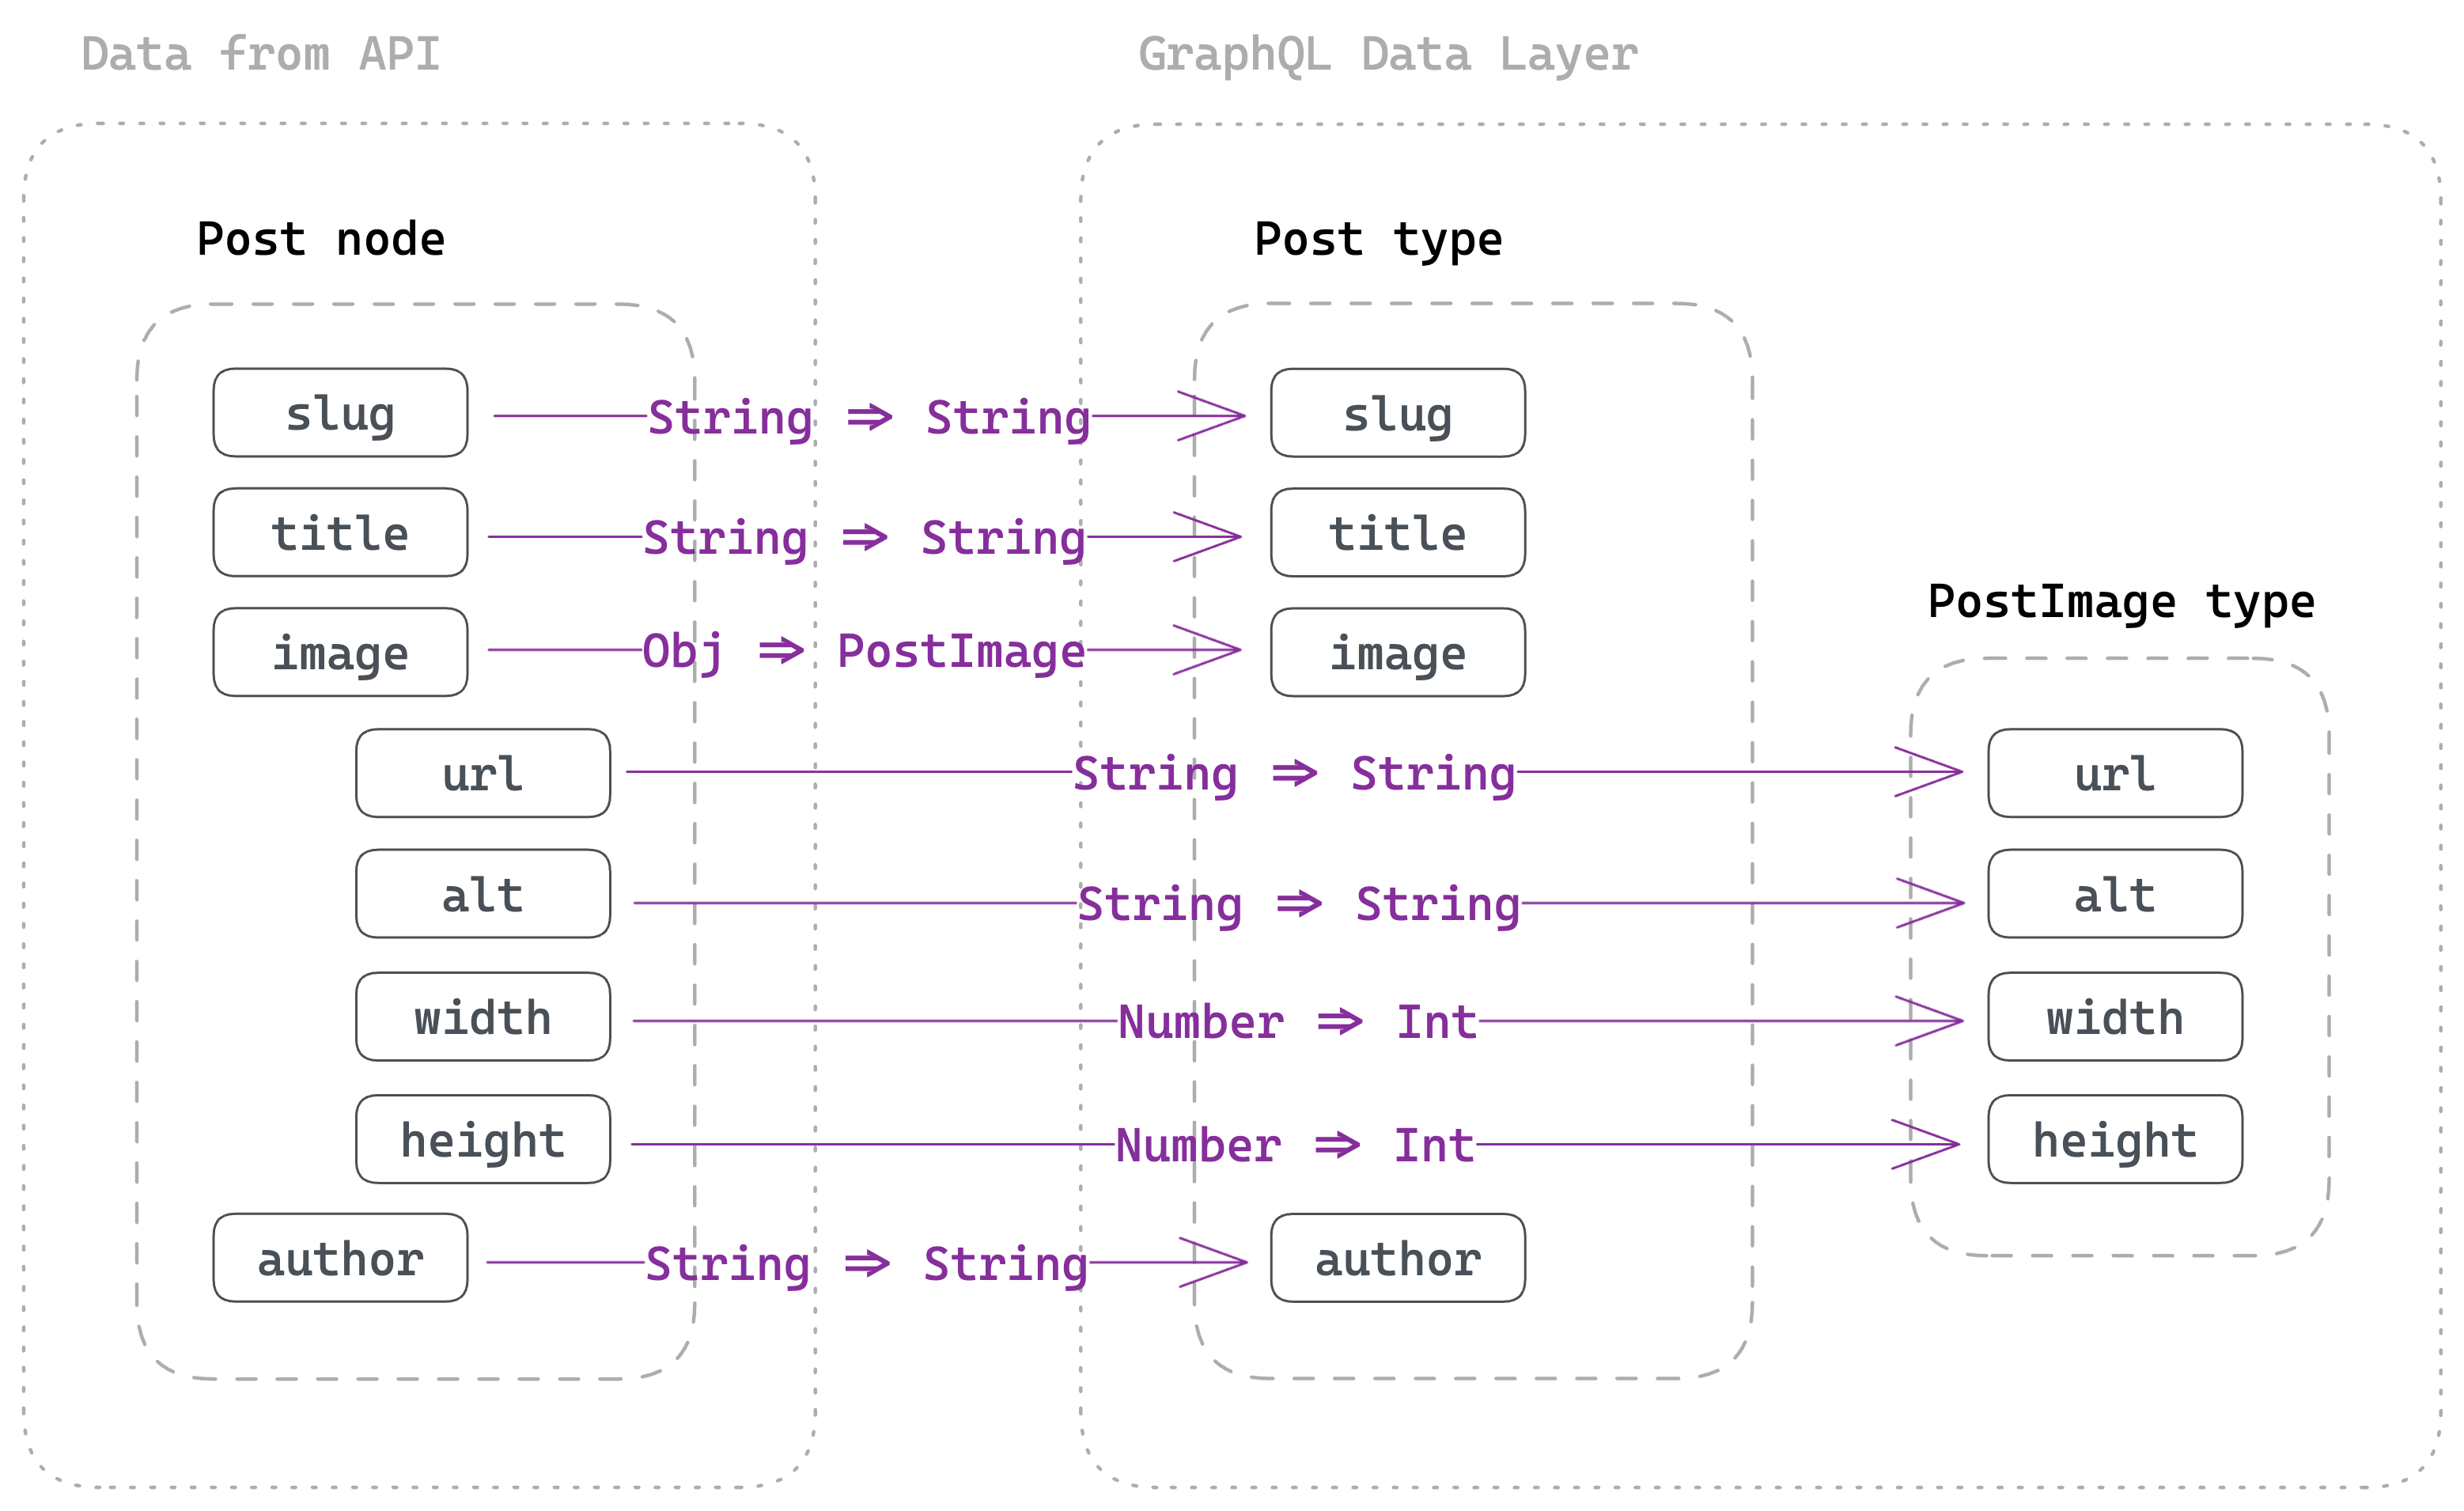 Data from API
GraphQL Data Layer
Post node
Post type
slug
String ⇒ String
slug
title
String ⇒ String
title
PostImage type
image
Obj ⇒ PostImage
image
url
String ⇒ String
url
alt
String ⇒ String
alt
width
Number ⇒ Int
width
height
Number ⇒ Int
height
author
String ⇒ String
author